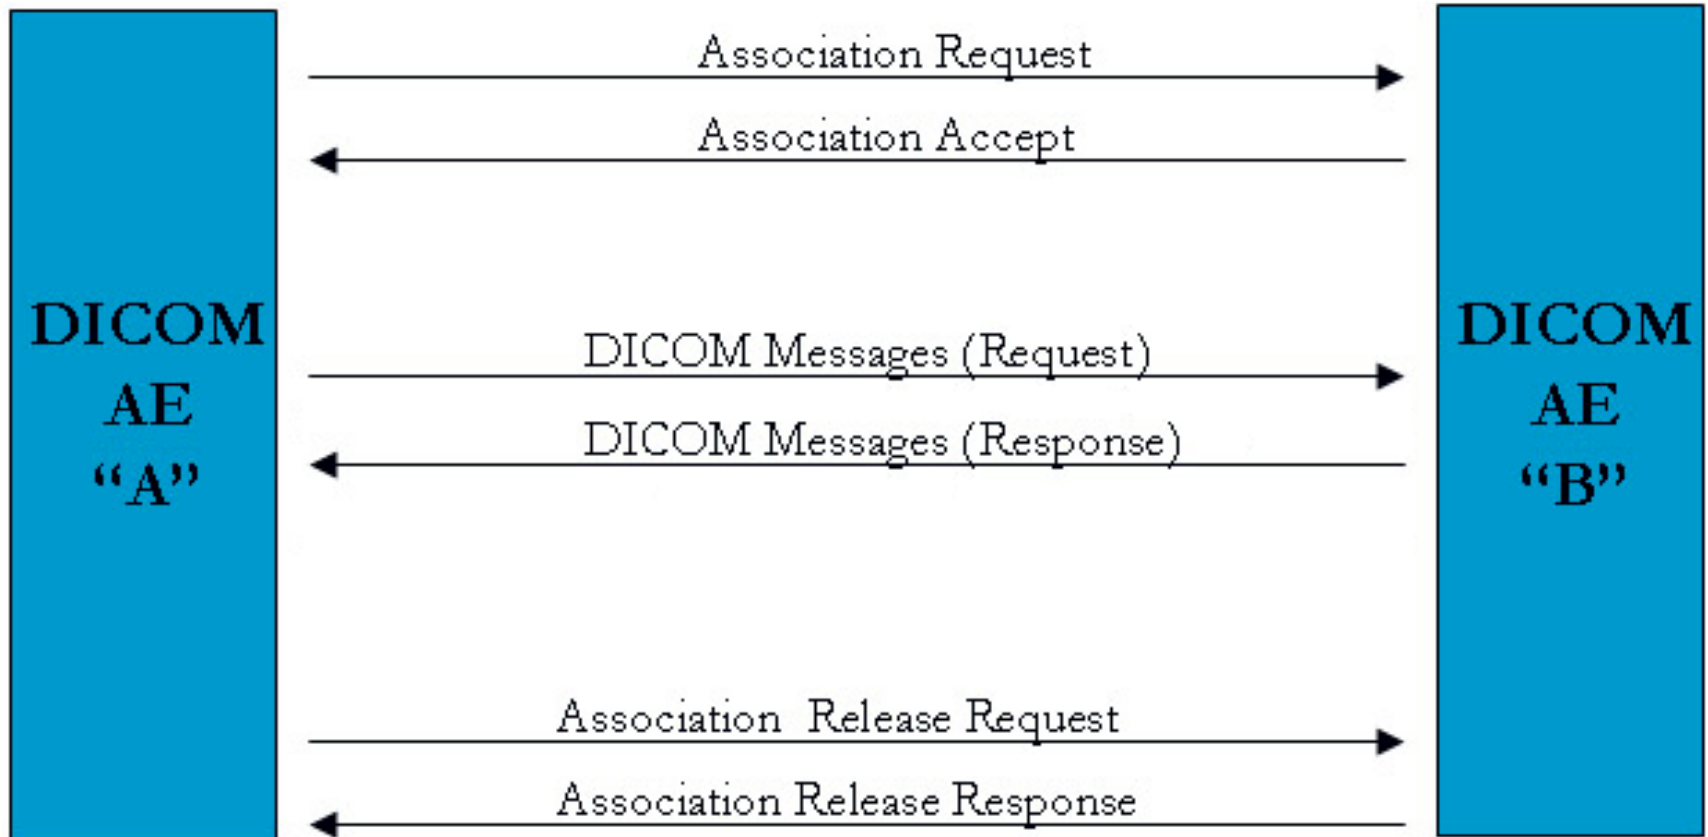 Association Request
Association Accept
DICOM
AE
“A”
DICOM Messages (Request)
DICOM Messages (Response)
DICOM
AE
“B”
Association  Release Request
Association Release Response